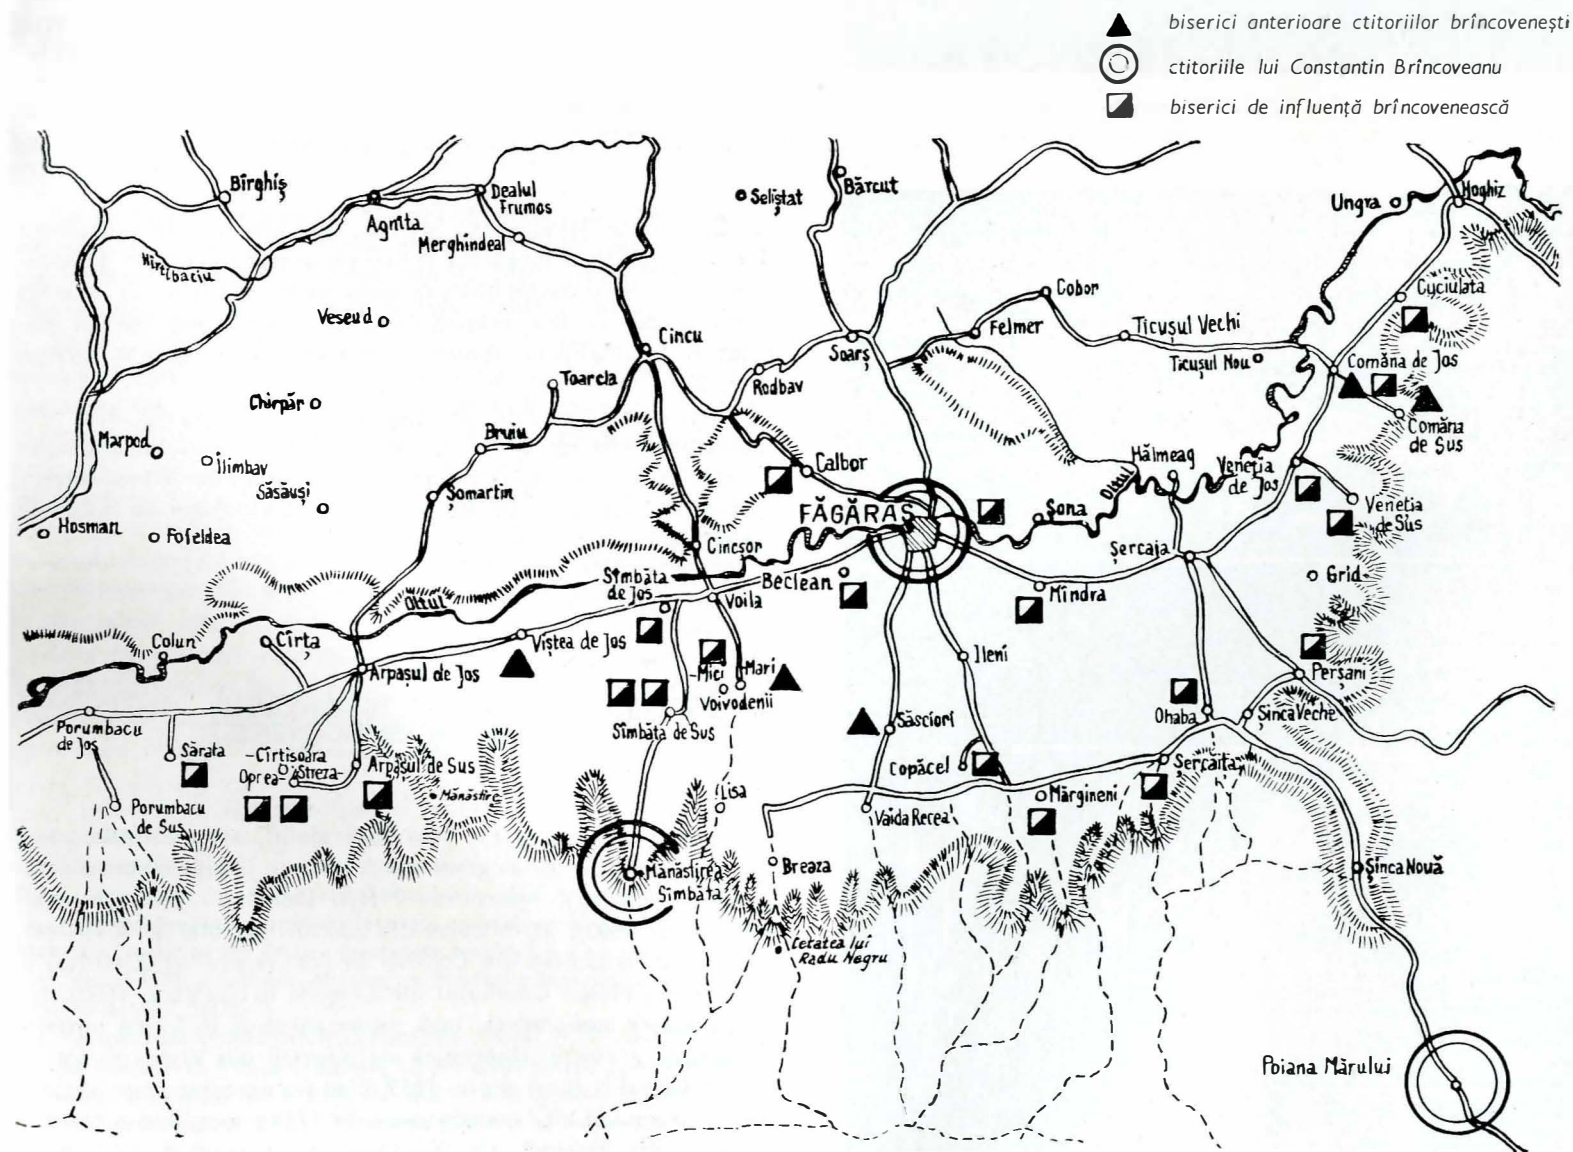 biserici anterioare ctitoriilor brîncovenești
ctitoriile lui Constantin Brîncoveanu
biserici de influență brîncovenească
Bîrghiș
Agnita
Dealul
Frumos
Merghindeal
Hîrtibaciu
Seliștat
Bărcut
Ungra
Hoghiz
Veseud
Cincu
Soarș
Felmer
Cobor
Ticușul Vechi
Ticușul Nou
Cuciulata
Comăna de Jos
Comăna
de Sus
Chirpăr
Toarcla
Rodbav
Marpod
Ilimbav
Săsăuși
Bruiu
Șomartin
Calbor
Hălmeag
Oltul
Veneția
de Jos
Veneția
de Sus
Hosman
Fofeldea
FĂGĂRAȘ
Șona
Cincșor
Șercaia
Grid
Sîmbăta
de Jos
Beclean
Mîndra
Oltul
Voila
Colun
Cîrța
Viștea de Jos
Ileni
Arpașul de Jos
-Mici
Mari
Voivodenii
Perșani
Porumbacu
de Jos
Sîmbăta de Sus
Săsciori
Ohaba
Șinca Veche
Sărata
-Cîrtișoara
Oprea-
Streza-
Arpașul de Sus
Mănăstire
Copăcel
Șercăița
Porumbacu
de Sus
Lisa
Vaida Recea
Mărgineni
Mănăstirea
Sîmbăta
Breaza
Șinca Nouă
Cetatea lui
Radu Negru
Poiana Mărului